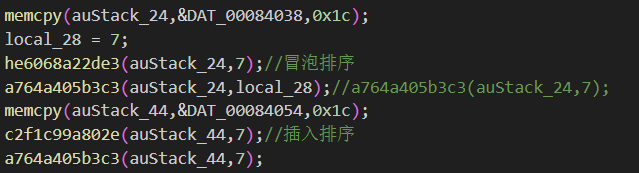 memcpy(auStack_24,&DAT_00084038,0x1c);
local_28 = 7;
he6068a22de3(auStack_24,7);//冒泡排序
a764a405b3c3(auStack_24,local_28);//a764a405b3c3(auStack_24,7);
memcpy(auStack_44,&DAT_00084054,0x1c);
c2f1c99a802e(auStack_44,7);//插入排序
a764a405b3c3(auStack_44,7);